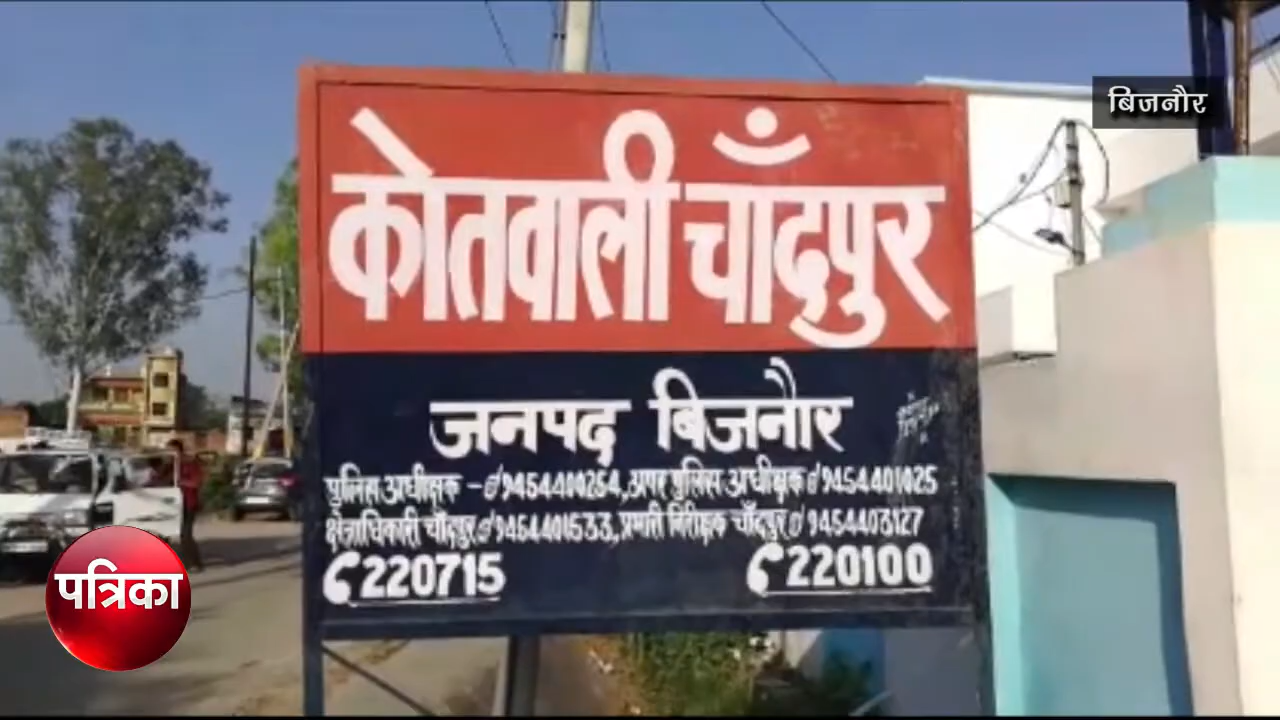 बिजनौर
कोतवाली चाँदपुर
जनपद बिजनौर
पुलिस अधीक्षक - 9454400264, अपर पुलिस अधीक्षक 9454401025
क्षेत्राधिकारी चाँदपुर 9454401533, प्रभारी निरीक्षक चाँदपुर 9454403127
220715 220100
पत्रिका